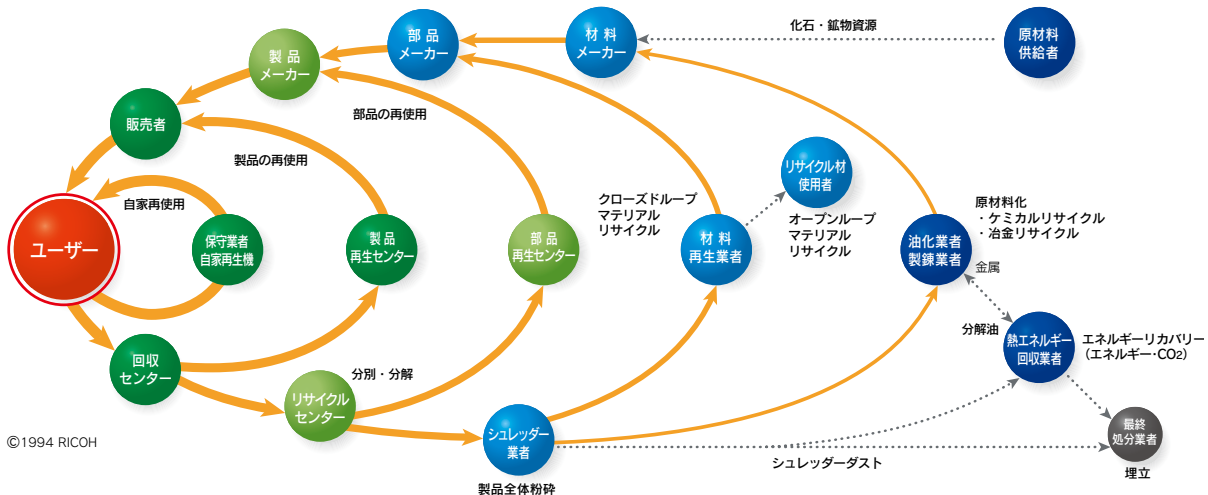 化石・鉱物資源
原材料
供給者
材 料
メーカー
部 品
メーカー
製 品
メーカー
販売者
部品の再使用
製品の再使用
自家再使用
ユーザー
保守業者
自家再生機
製 品
再生センター
部 品
再生センター
クローズドループ
マテリアル
リサイクル
材 料
再生業者
リサイクル材
使用者
オープンループ
マテリアル
リサイクル
原材料化
・ケミカルリサイクル
・冶金リサイクル
油化業者
製錬業者
金属
分解油
熱エネルギー
回収業者
エネルギーリカバリー
(エネルギー・CO2)
回収
センター
分別・分解
リサイクル
センター
シュレッダー
業者
製品全体粉砕
シュレッダーダスト
最終
処分業者
埋立
©1994 RICOH